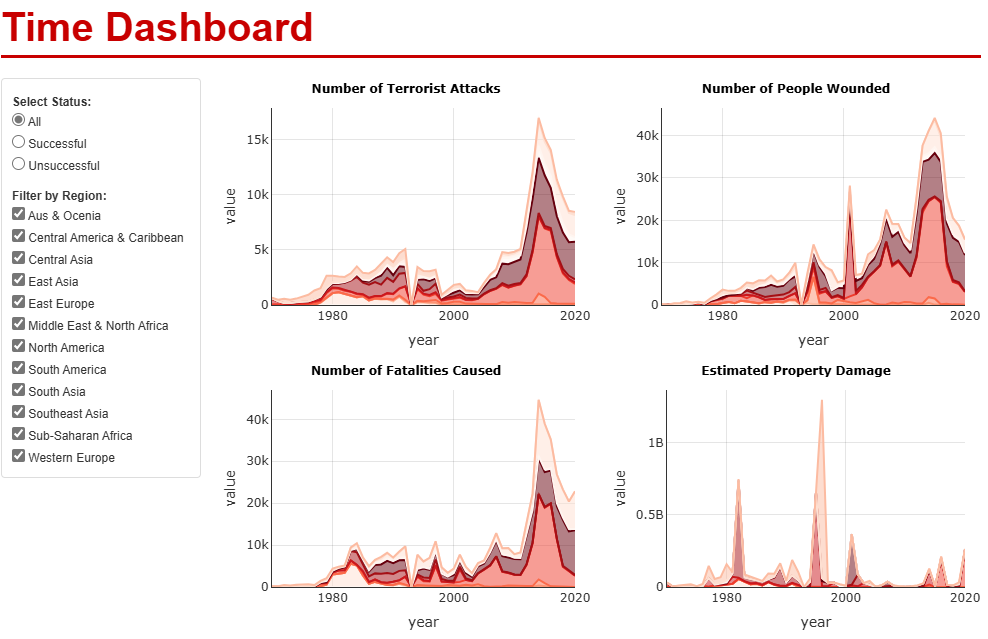 Time Dashboard
Select Status:
All
Successful
Unsuccessful
Filter by Region:
Aus & Ocenia
Central America & Caribbean
Central Asia
East Asia
East Europe
Middle East & North Africa
North America
South America
South Asia
Southeast Asia
Sub-Saharan Africa
Western Europe
Number of Terrorist Attacks
15k
10k
5k
0
value
1980
2000
2020
year
Number of People Wounded
40k
30k
20k
10k
0
value
1980
2000
2020
year
Number of Fatalities Caused
40k
30k
20k
10k
0
value
1980
2000
2020
year
Estimated Property Damage
1B
0.5B
0
value
1980
2000
2020
year